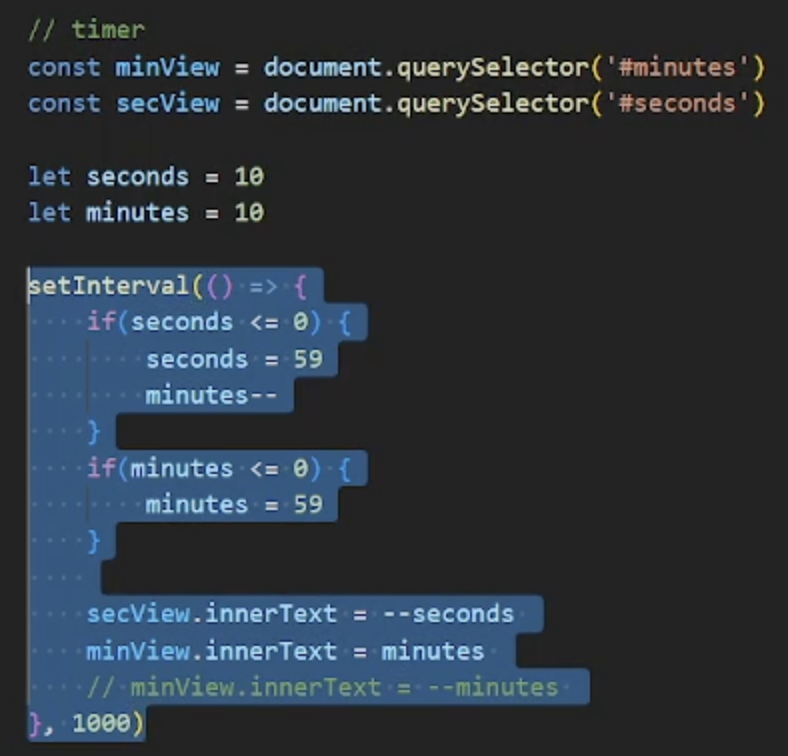 // timer
const minView = document.querySelector('#minutes')
const secView = document.querySelector('#seconds')
let seconds = 10
let minutes = 10
setInterval(() => {
if(seconds <= 0) {
seconds = 59
minutes--
}
if(minutes <= 0) {
minutes = 59
}
secView.innerText = --seconds
minView.innerText = minutes
// minView.innerText = --minutes
}, 1000)